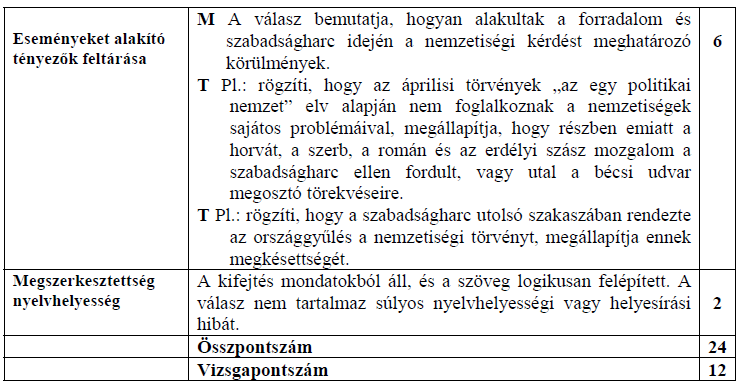 Eseményeket alakító
tényezők feltárása
M A válasz bemutatja, hogyan alakultak a forradalom és
szabadságharc idején a nemzetiségi kérdést meghatározó
körülmények.
T Pl.: rögzíti, hogy az áprilisi törvények „az egy politikai
nemzet” elv alapján nem foglalkoznak a nemzetiségek
sajátos problémáival, megállapítja, hogy részben emiatt a
horvát, a szerb, a román és az erdélyi szász mozgalom a
szabadságharc ellen fordult, vagy utal a bécsi udvar
megosztó törekvéseire.
T Pl.: rögzíti, hogy a szabadságharc utolsó szakaszában rendezte
az országgyűlés a nemzetiségi törvényt, megállapítja ennek
megkésettségét.
6
Megszerkesztettség
nyelvhelyesség
A kifejtés mondatokból áll, és a szöveg logikusan felépített. A
válasz nem tartalmaz súlyos nyelvhelyességi vagy helyesírási
hibát.
2
Összpontszám 24
Vizsgapontszám 12